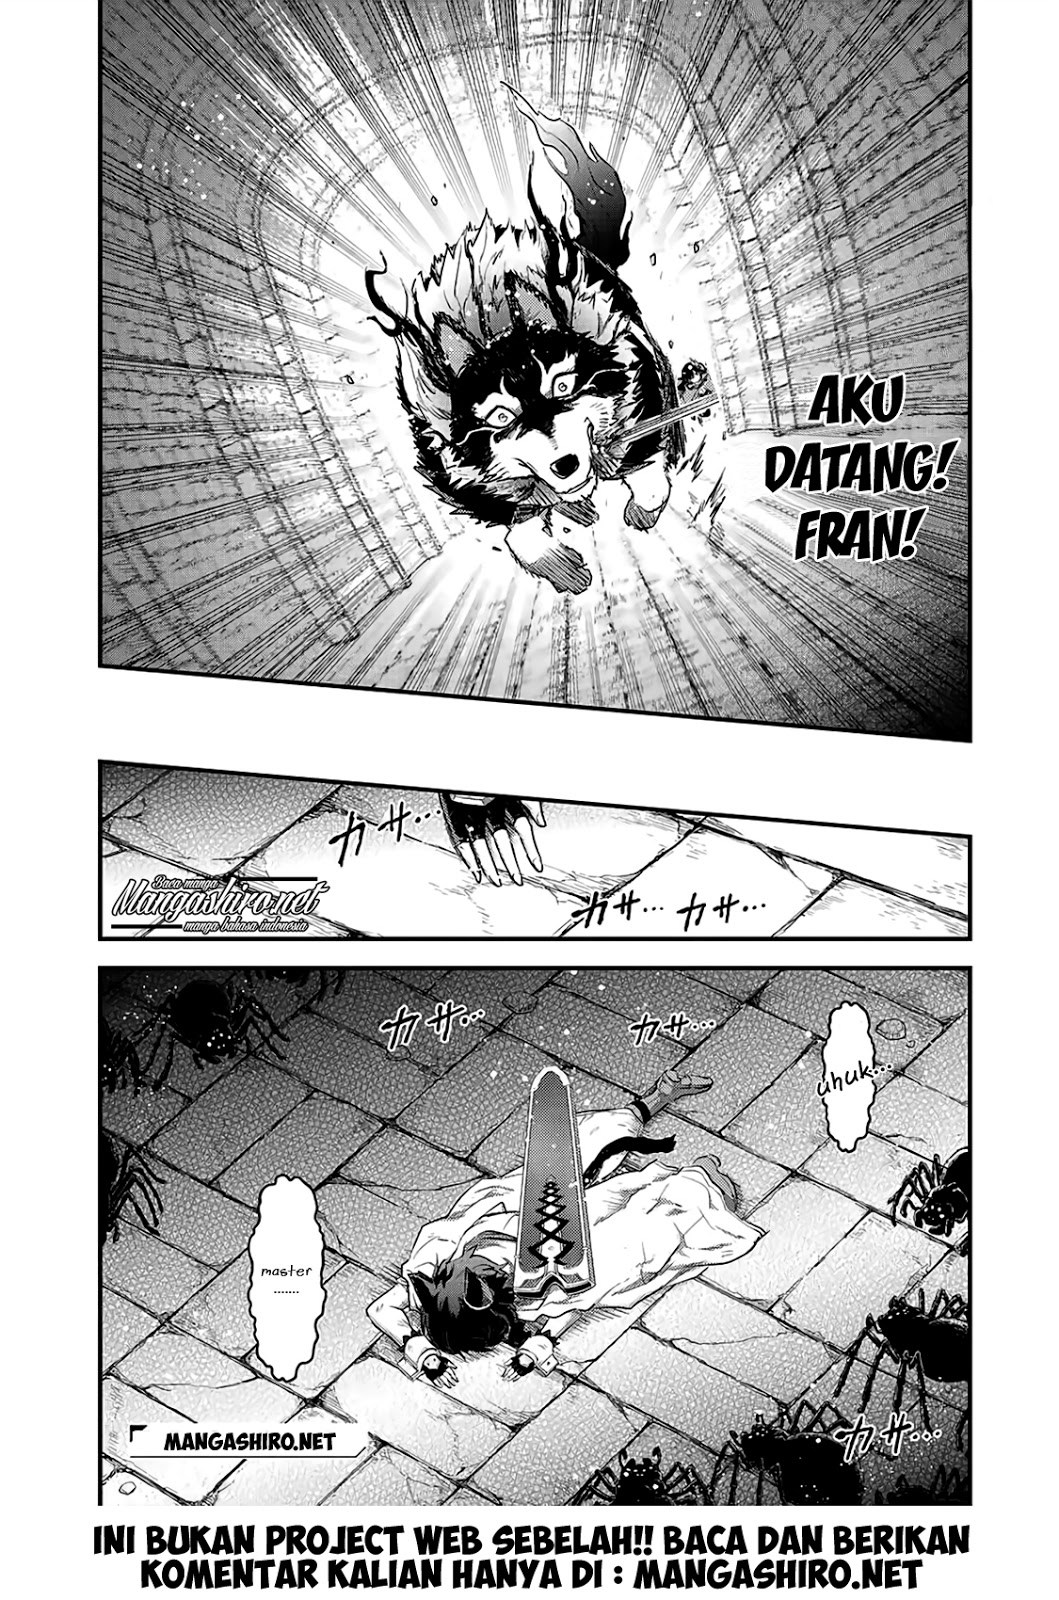 AKU
DATANG!
FRAN!
カサ…
Baca manga
Mangashiro.net
manga bahasa indonesia
カサ… カサ…
カサ…
カサ…
uhuk...
master
.......
カサ…
MANGASHIRO.NET
INI BUKAN PROJECT WEB SEBELAH!! BACA DAN BERIKAN
KOMENTAR KALIAN HANYA DI : MANGASHIRO.NET